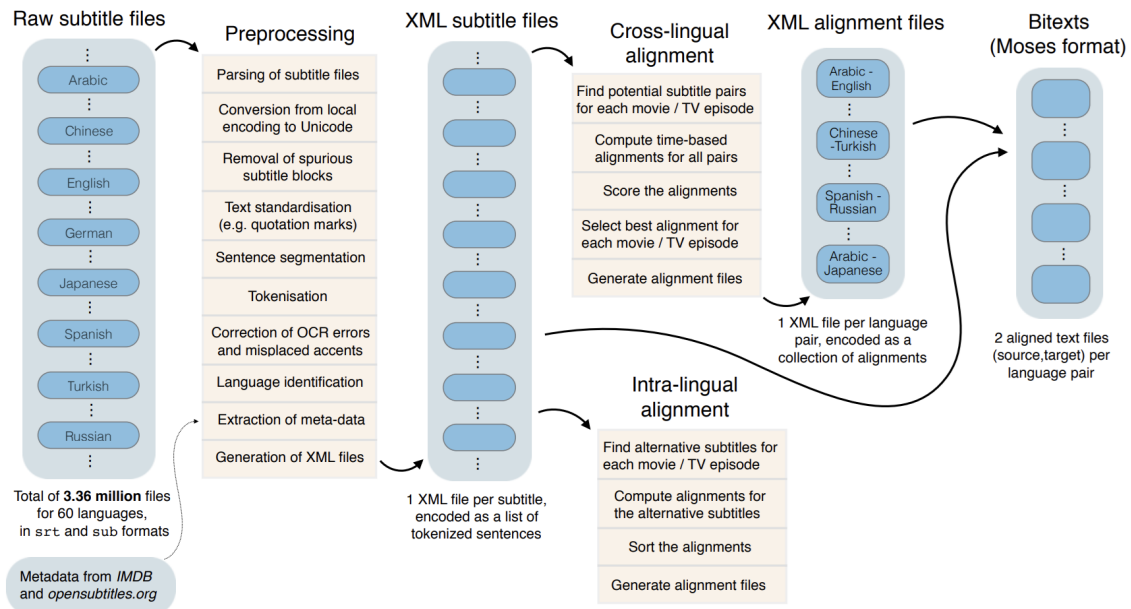 Raw subtitle files
Arabic
Chinese
English
German
Japanese
Spanish
Turkish
Russian
Total of 3.36 million files
for 60 languages,
in srt and sub formats
Metadata from IMDB
and opensubtitles.org
Preprocessing
Parsing of subtitle files
Conversion from local
encoding to Unicode
Removal of spurious
subtitle blocks
Text standardisation
(e.g. quotation marks)
Sentence segmentation
Tokenisation
Correction of OCR errors
and misplaced accents
Language identification
Extraction of meta-data
Generation of XML files
XML subtitle files
1 XML file per subtitle,
encoded as a list of
tokenized sentences
Cross-lingual
alignment
Find potential subtitle pairs
for each movie / TV episode
Compute time-based
alignments for all pairs
Score the alignments
Select best alignment for
each movie / TV episode
Generate alignment files
Intra-lingual
alignment
Find alternative subtitles for
each movie / TV episode
Compute alignments for
the alternative subtitles
Sort the alignments
Generate alignment files
XML alignment files
Arabic -
English
Chinese
-Turkish
Spanish -
Russian
Arabic -
Japanese
1 XML file per language
pair, encoded as a
collection of alignments
Bitexts
(Moses format)
2 aligned text files
(source,target) per
language pair